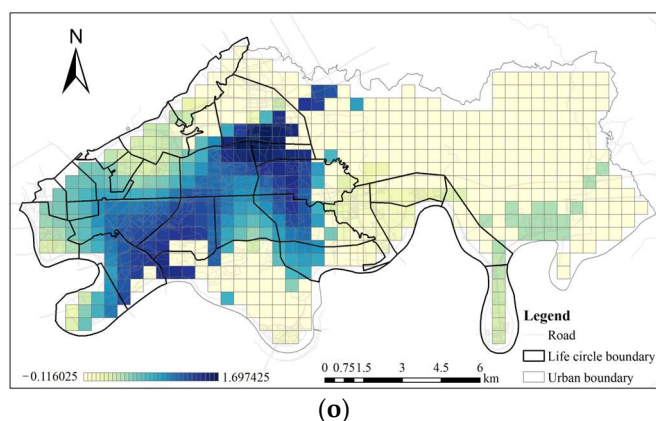 N
Legend
Road
Life circle boundary
Urban boundary
−0.116025 1.697425
0 0.75 1.5 3 4.5 6
km
(o)